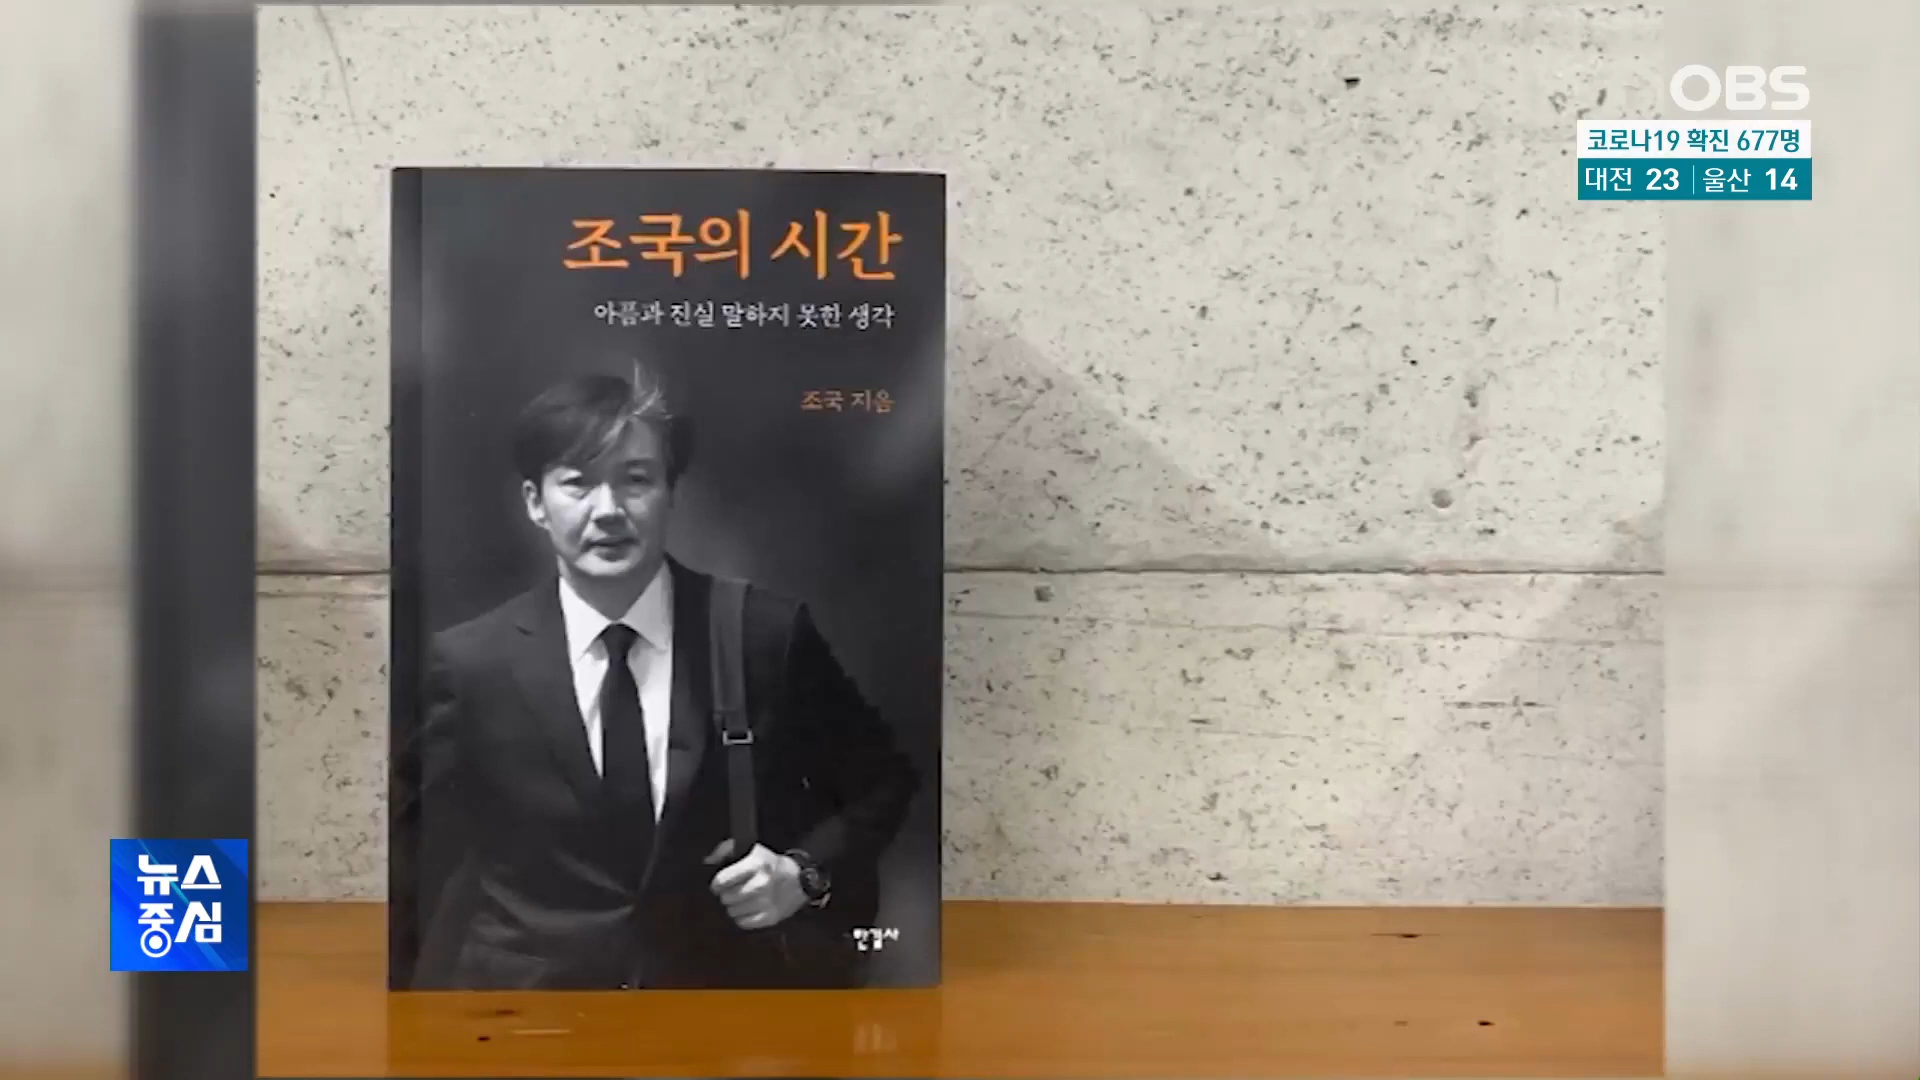 OBS
코로나19 확진 677명
대전 23 울산 14
조국의 시간
아픔과 진실 말하지 못한 생각
조국 지음
한길사
뉴스
중심